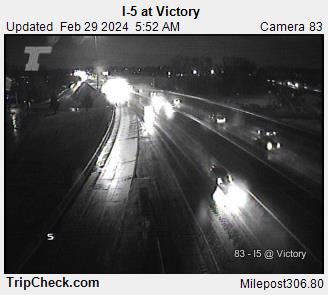 I-5 at Victory
Updated Feb 29 2024 5:52 AM Camera 83
T
S
83 - I5 @ Victory
TripCheck.com Milepost306.80